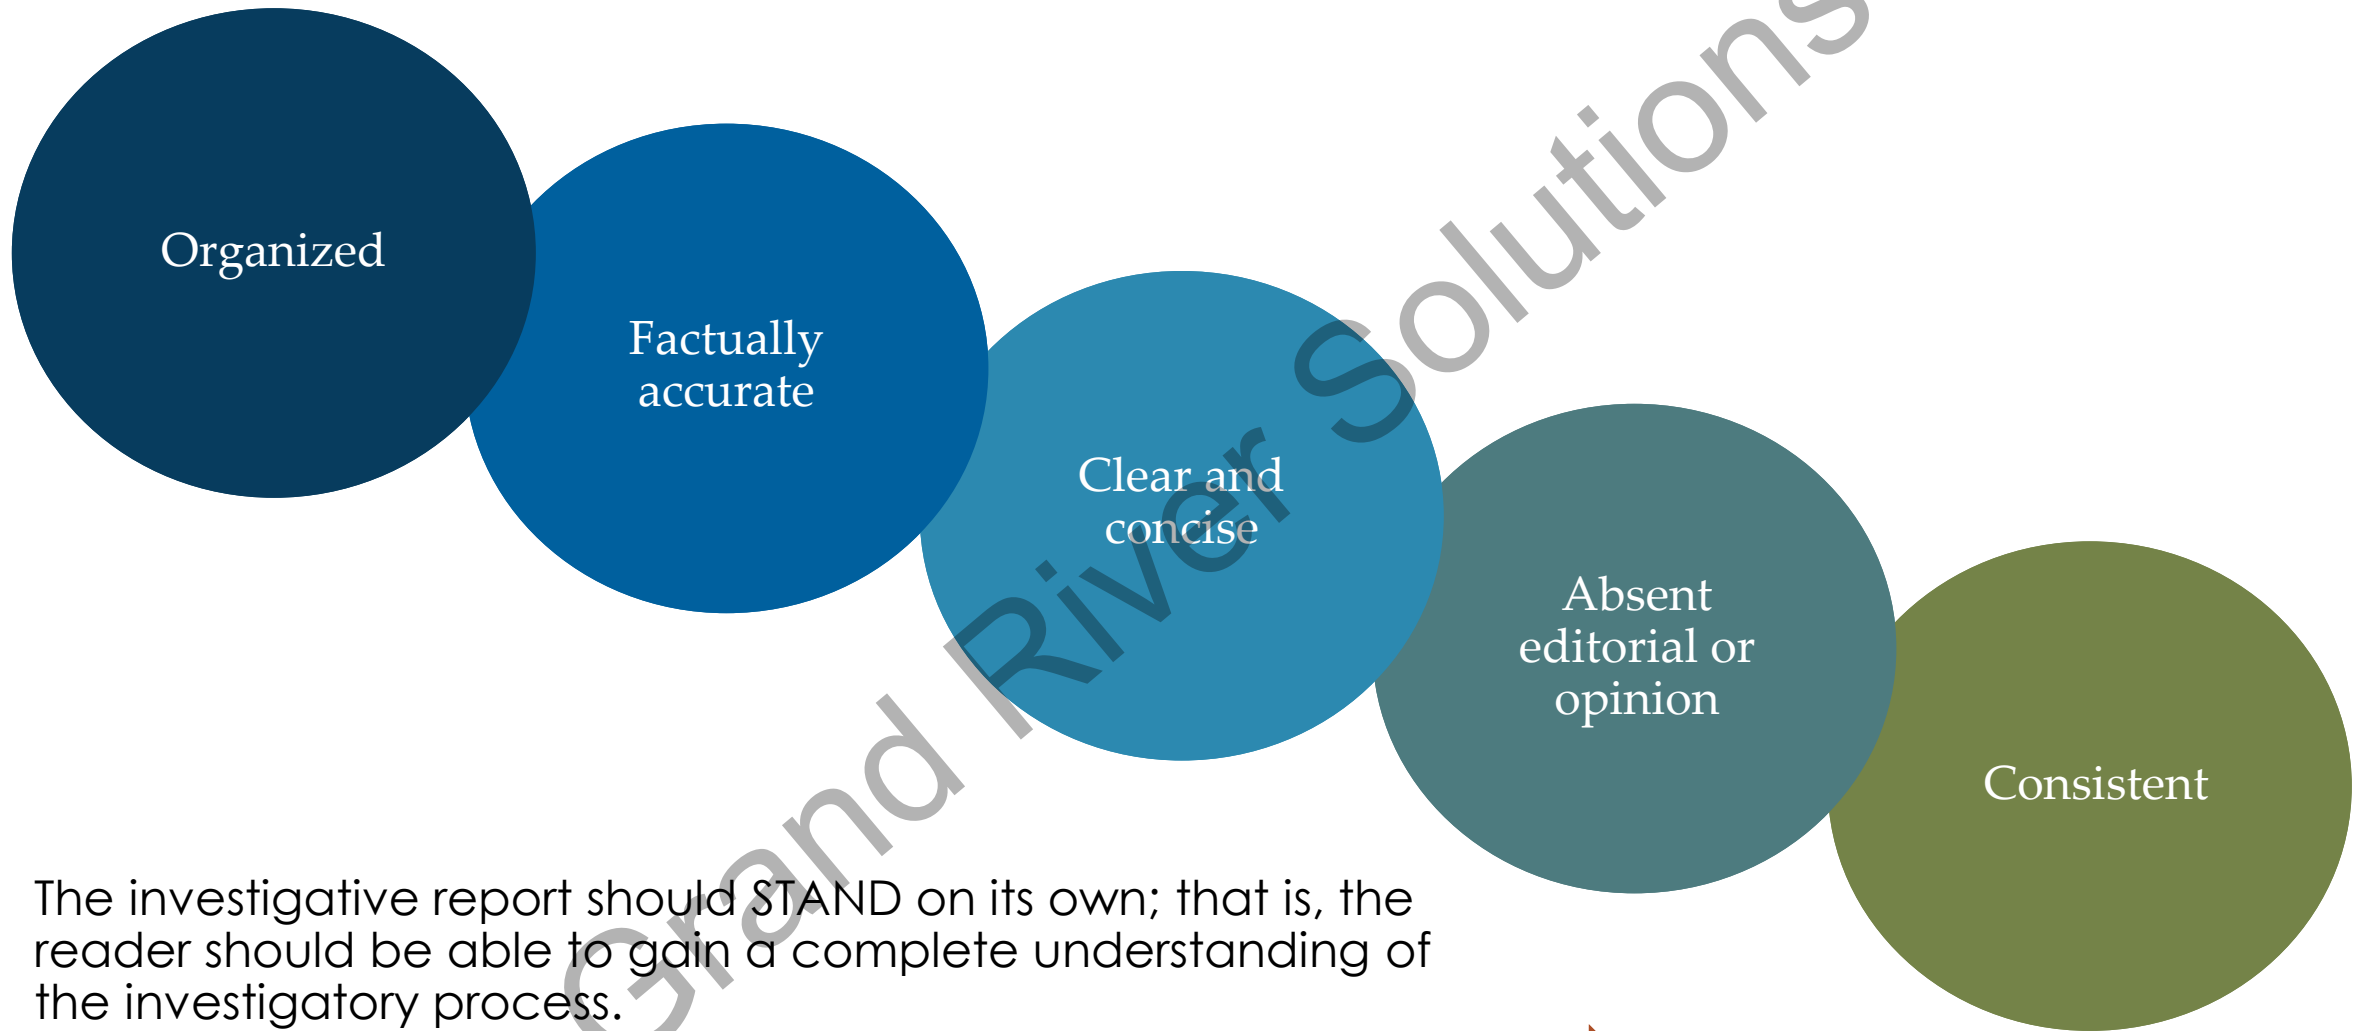 Organized
Factually
accurate
Clear and
concise
Absent
editorial or
opinion
Consistent
The investigative report should STAND on its own; that is, the
reader should be able to gain a complete understanding of
the investigatory process.
Grand River Solutions